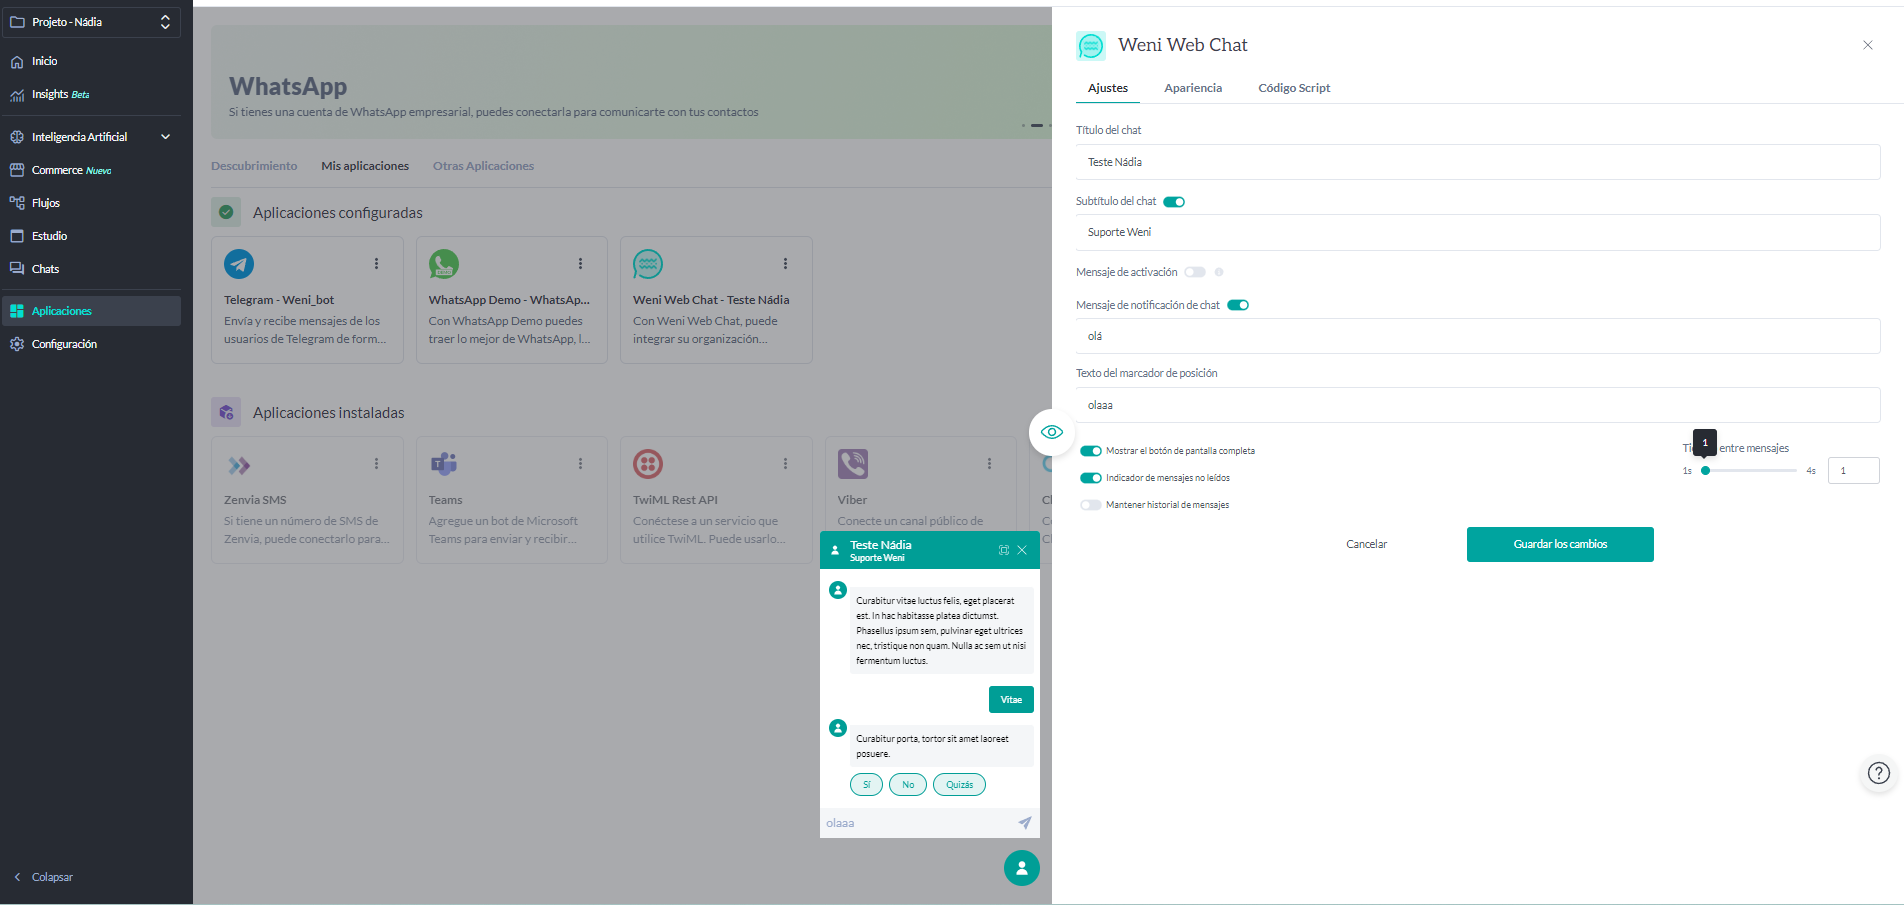 Projeto - Nádia
Inicio
Insights Beta
Inteligencia Artificial
Commerce Nuevo
Flujos
Estudio
Chats
Aplicaciones
Configuración
Colapsar
WhatsApp
Si tienes una cuenta de WhatsApp empresarial, puedes conectarla para comunicarte con tus contactos
Descubrimiento
Mis aplicaciones
Otras Aplicaciones
Aplicaciones configuradas
Telegram - Weni_bot
Envía y recibe mensajes de los
usuarios de Telegram de form...
WhatsApp Demo - WhatsAp...
Con WhatsApp Demo puedes
traer lo mejor de WhatsApp, l...
Weni Web Chat - Teste Nádia
Con Weni Web Chat, puede
integrar su organización...
Aplicaciones instaladas
Zenvia SMS
Si tiene un número de SMS de
Zenvia, puede conectarlo para...
Teams
Agregue un bot de Microsoft
Teams para enviar y recibir...
TwiML Rest API
Conéctese a un servicio que
utilice TwiML. Puede usarlo...
Viber
Conecte un canal público de
Teste Nádia
Suporte Weni
Curabitur vitae luctus felis, eget placerat
est. In hac habitasse platea dictumst.
Phasellus ipsum sem, pulvinar eget ultrices
nec, tristique non quam. Nulla ac sem ut nisi
fermentum luctus.
Vitae
Curabitur porta, tortor sit amet laoreet
posuere.
Sí
No
Quizás
olaaa
Weni Web Chat
Ajustes
Apariencia
Código Script
Título del chat
Teste Nádia
Subtítulo del chat
Suporte Weni
Mensaje de activación
Mensaje de notificación de chat
olá
Texto del marcador de posición
olaaa
Mostrar el botón de pantalla completa
Indicador de mensajes no leídos
Mantener historial de mensajes
entre mensajes
1
1s
4s
1
Cancelar
Guardar los cambios